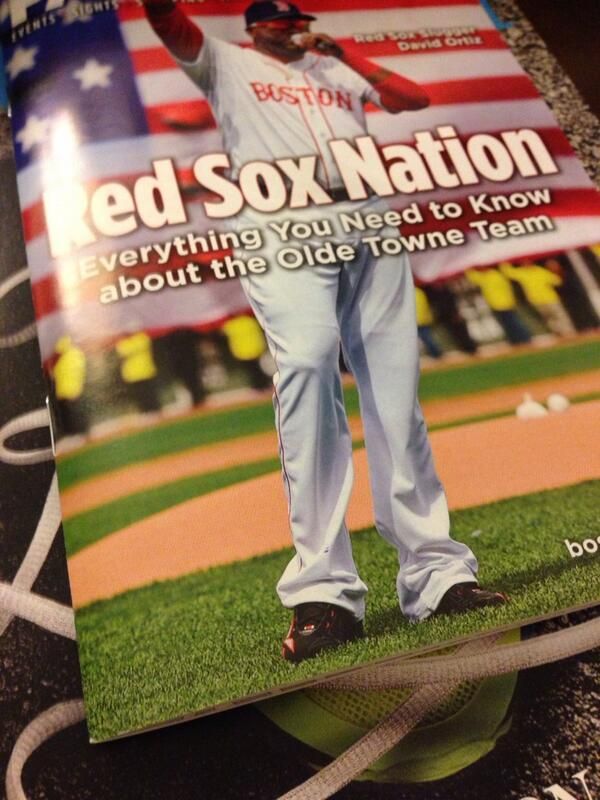 EVENTS SIGHTS
Red Sox Slugger
David Ortiz
BOSTON
Red Sox Nation
Everything You Need to Know
about the Olde Towne Team